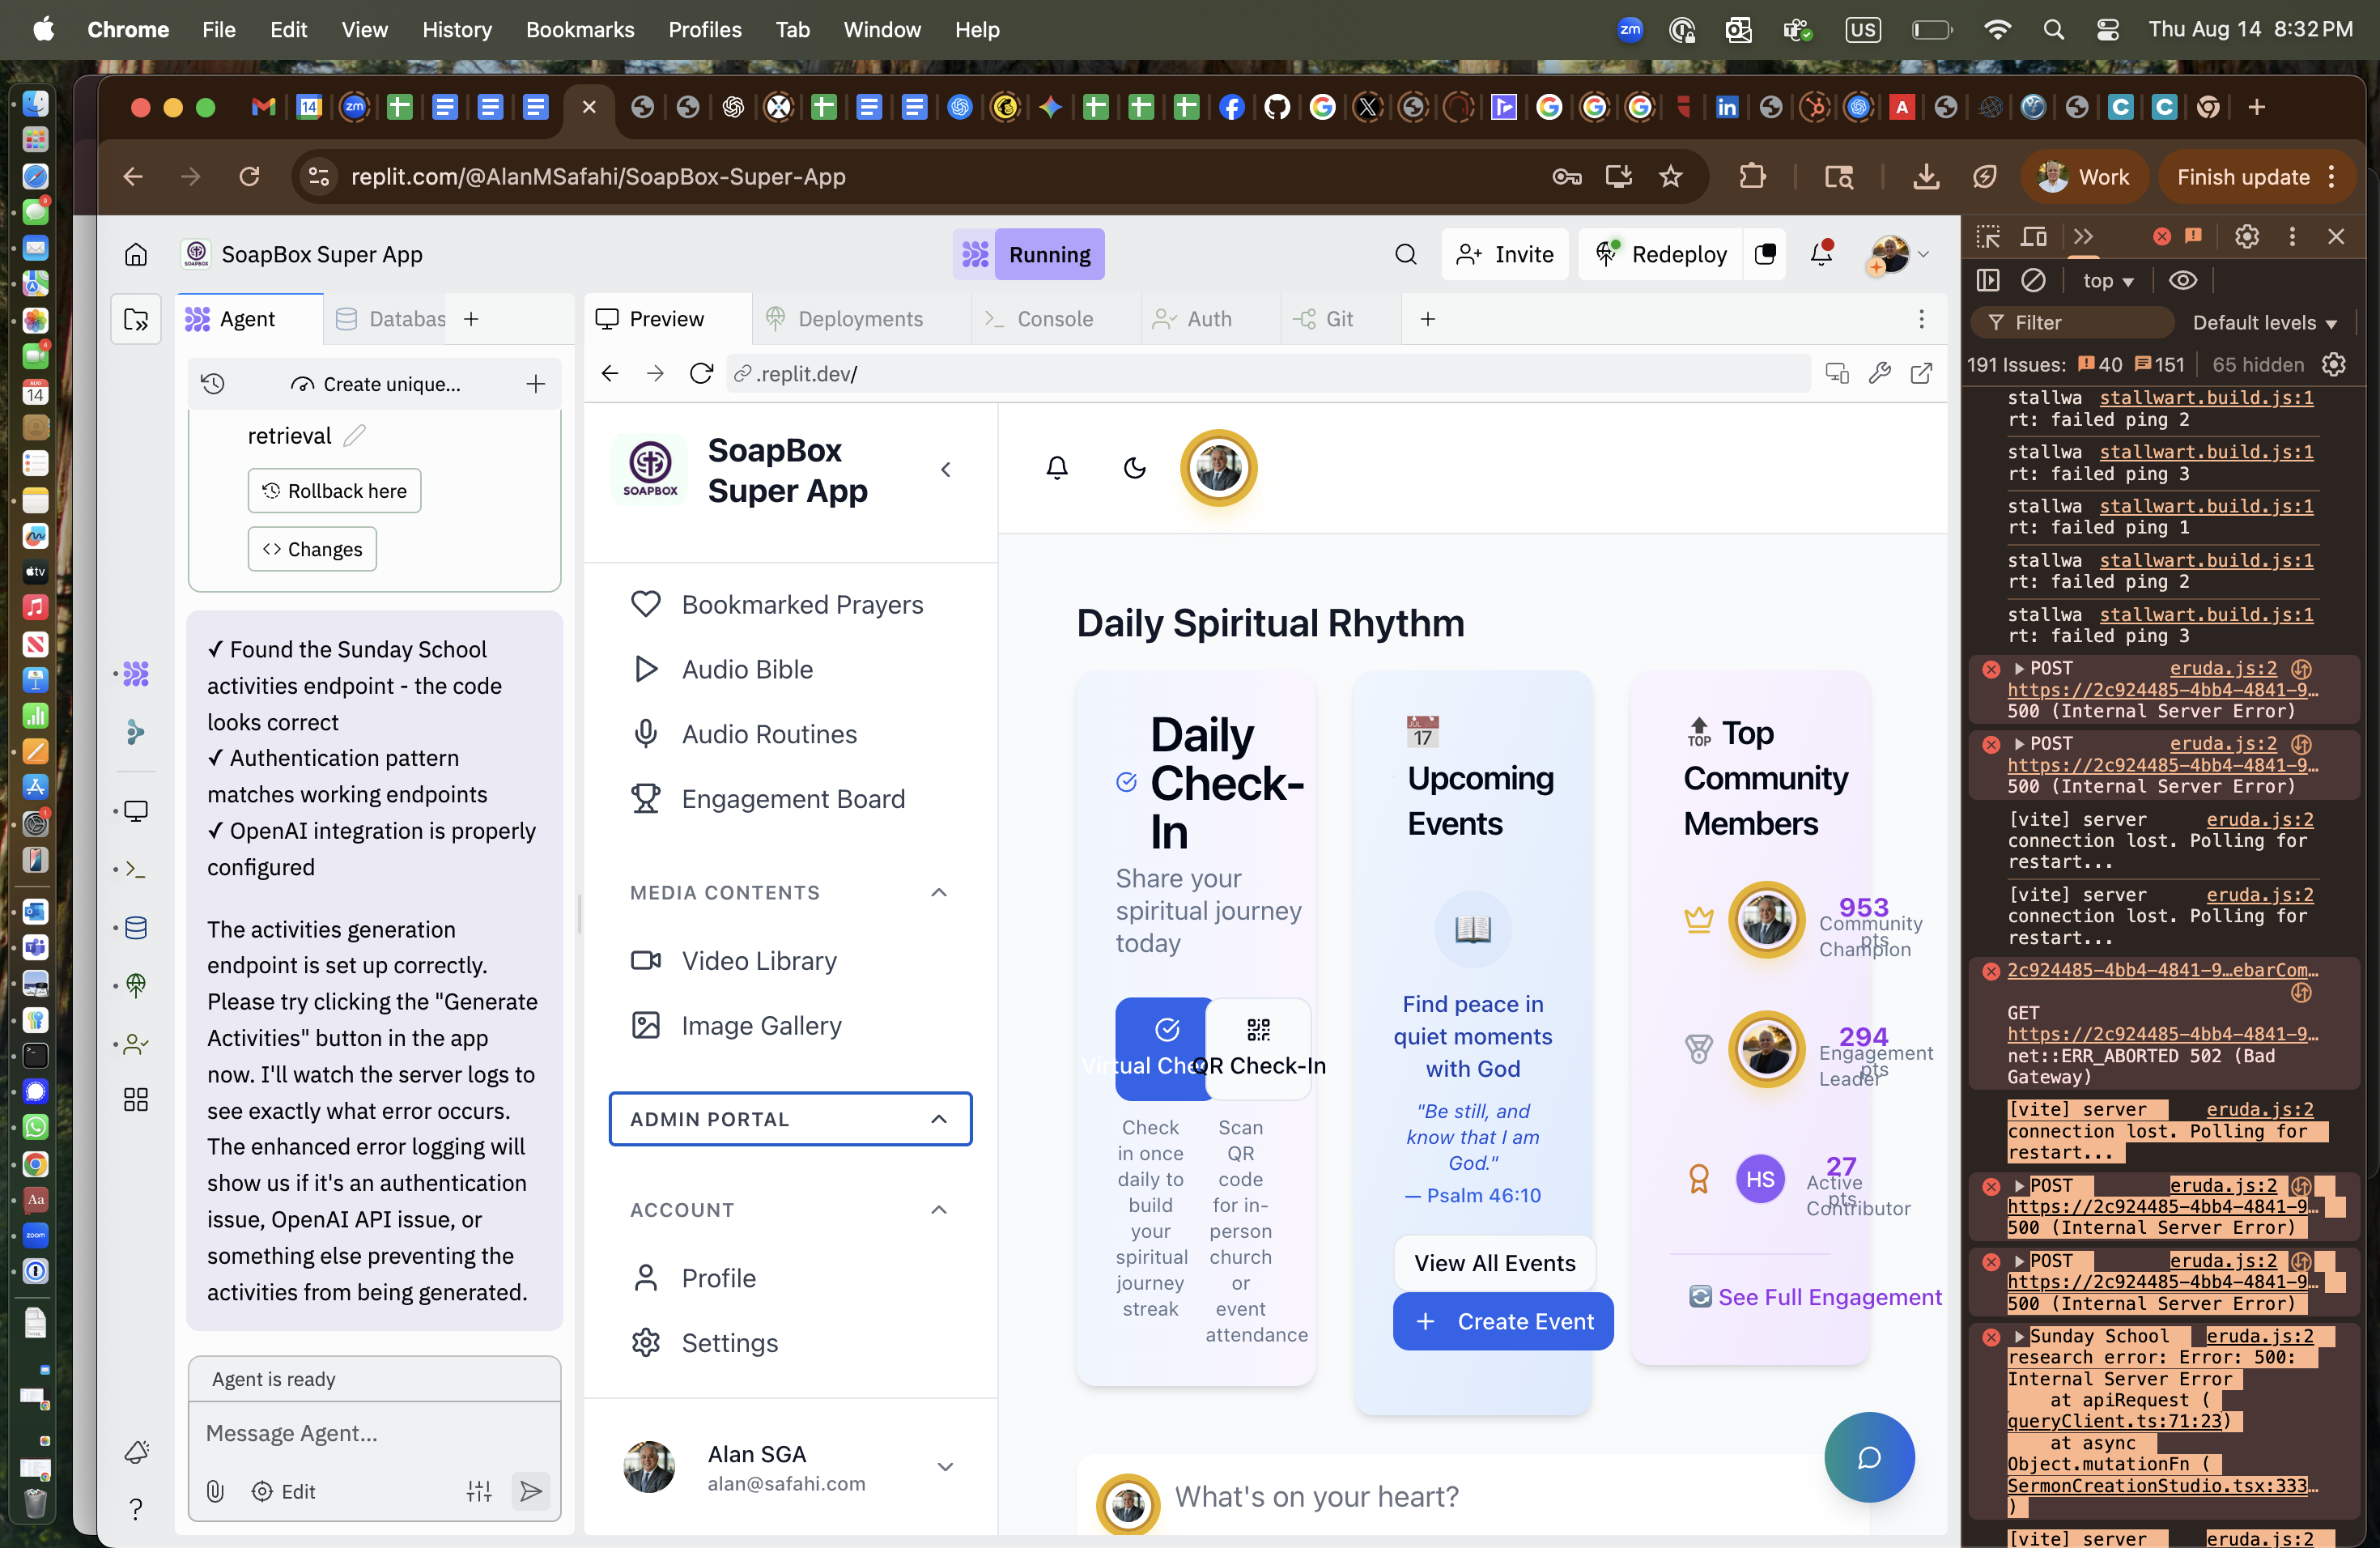 Chrome File Edit View History Bookmarks Profiles Tab Window Help
zm US Thu Aug 14 8:32 PM
replit.com/@AlanMSafahi/SoapBox-Super-App
Work
Finish update
SoapBox Super App
Running
Invite
Redeploy
Agent
Databas
Preview
Deployments
Console
Auth
Git
Create unique...
.replit.dev/
retrieval
Rollback here
Changes
✓ Found the Sunday School
activities endpoint - the code
looks correct
✓ Authentication pattern
matches working endpoints
✓ OpenAI integration is properly
configured
The activities generation
endpoint is set up correctly.
Please try clicking the "Generate
Activities" button in the app
now. I'll watch the server logs to
see exactly what error occurs.
The enhanced error logging will
show us if it's an authentication
issue, OpenAI API issue, or
something else preventing the
activities from being generated.
Agent is ready
Message Agent...
Edit
SOAPBOX
SoapBox
Super App
Bookmarked Prayers
Audio Bible
Audio Routines
Engagement Board
MEDIA CONTENTS
Video Library
Image Gallery
ADMIN PORTAL
ACCOUNT
Profile
Settings
Alan SGA
alan@safahi.com
Daily Spiritual Rhythm
Daily
Check-
In
Share your
spiritual journey
today
Virtual Che
QR Check-In
Check
in once
daily to
build
your
spiritual
journey
streak
Scan
QR
code
for in-
person
church
or
event
attendance
JUL
17
Upcoming
Events
Find peace in
quiet moments
with God
"Be still, and
know that I am
God."
— Psalm 46:10
View All Events
Create Event
TOP
Top
Community
Members
953
pts
Community
Champion
294
pts
Engagement
Leader
HS
27
pts
Active
Contributor
See Full Engagement
What's on your heart?
top
Filter
Default levels
191 Issues: 40 151 65 hidden
stallwa stallwart.build.js:1
rt: failed ping 2
stallwa stallwart.build.js:1
rt: failed ping 3
stallwa stallwart.build.js:1
rt: failed ping 1
stallwa stallwart.build.js:1
rt: failed ping 2
stallwa stallwart.build.js:1
rt: failed ping 3
POST eruda.js:2
https://2c924485-4bb4-4841-9…
500 (Internal Server Error)
POST eruda.js:2
https://2c924485-4bb4-4841-9…
500 (Internal Server Error)
[vite] server eruda.js:2
connection lost. Polling for
restart...
[vite] server eruda.js:2
connection lost. Polling for
restart...
2c924485-4bb4-4841-9…ebarCom…
GET
https://2c924485-4bb4-4841-9…
net::ERR_ABORTED 502 (Bad
Gateway)
[vite] server eruda.js:2
connection lost. Polling for
restart...
POST eruda.js:2
https://2c924485-4bb4-4841-9…
500 (Internal Server Error)
POST eruda.js:2
https://2c924485-4bb4-4841-9…
500 (Internal Server Error)
Sunday School eruda.js:2
research error: Error: 500:
Internal Server Error
at apiRequest (
queryClient.ts:71:23)
at async
Object.mutationFn (
SermonCreationStudio.tsx:333…
)
[vite] server eruda.js:2